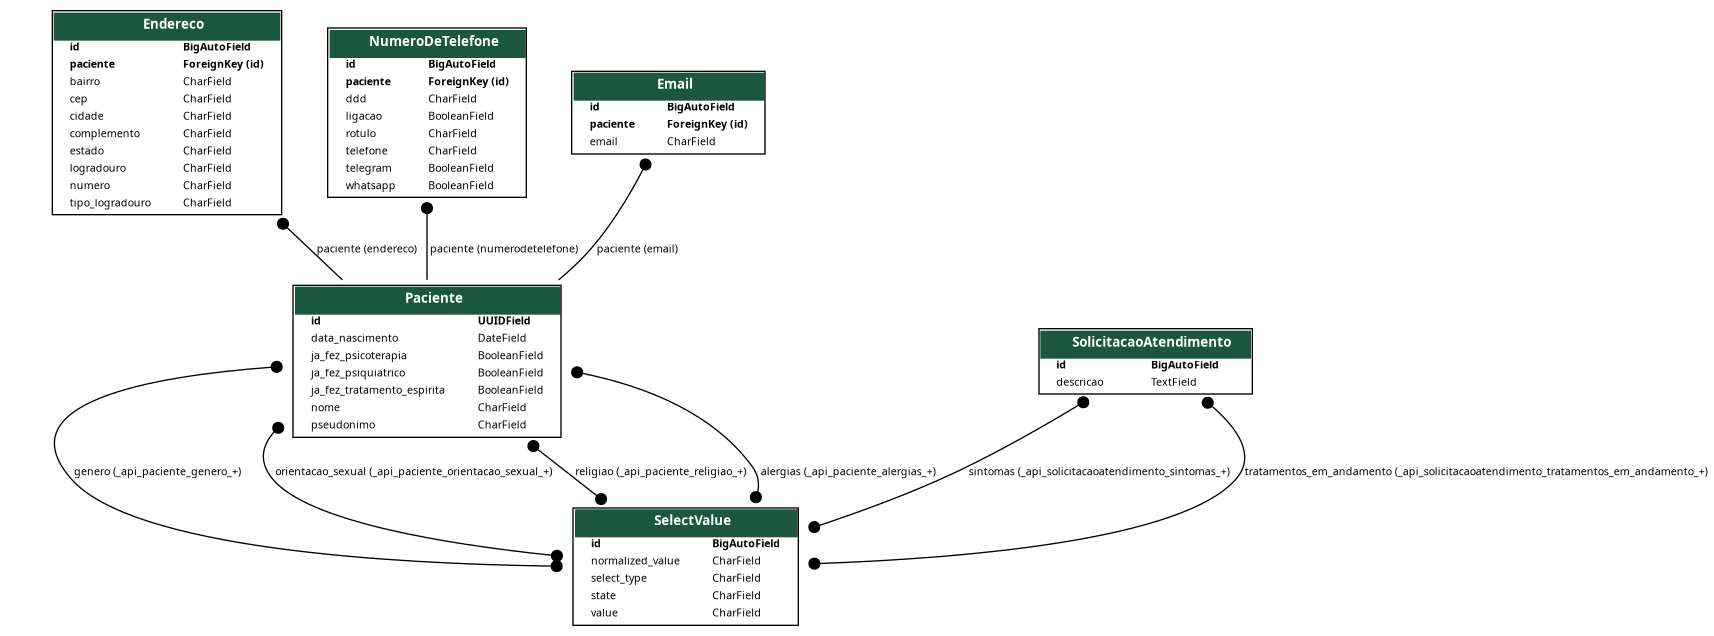 Endereco
id BigAutoField
paciente ForeignKey (id)
bairro CharField
cep CharField
cidade CharField
complemento CharField
estado CharField
logradouro CharField
numero CharField
tipo_logradouro CharField
NumeroDeTelefone
id BigAutoField
paciente ForeignKey (id)
ddd CharField
ligacao BooleanField
rotulo CharField
telefone CharField
telegram BooleanField
whatsapp BooleanField
Email
id BigAutoField
paciente ForeignKey (id)
email CharField
paciente (endereco)
paciente (numerodetelefone)
paciente (email)
Paciente
id UUIDField
data_nascimento DateField
ja_fez_psicoterapia BooleanField
ja_fez_psiquiatrico BooleanField
ja_fez_tratamento_espirita BooleanField
nome CharField
pseudonimo CharField
SolicitacaoAtendimento
id BigAutoField
descricao TextField
genero (_api_paciente_genero_+)
orientacao_sexual (_api_paciente_orientacao_sexual_+)
religiao (_api_paciente_religiao_+)
alergias (_api_paciente_alergias_+)
sintomas (_api_solicitacaoatendimento_sintomas_+)
tratamentos_em_andamento (_api_solicitacaoatendimento_tratamentos_em_andamento_+)
SelectValue
id BigAutoField
normalized_value CharField
select_type CharField
state CharField
value CharField